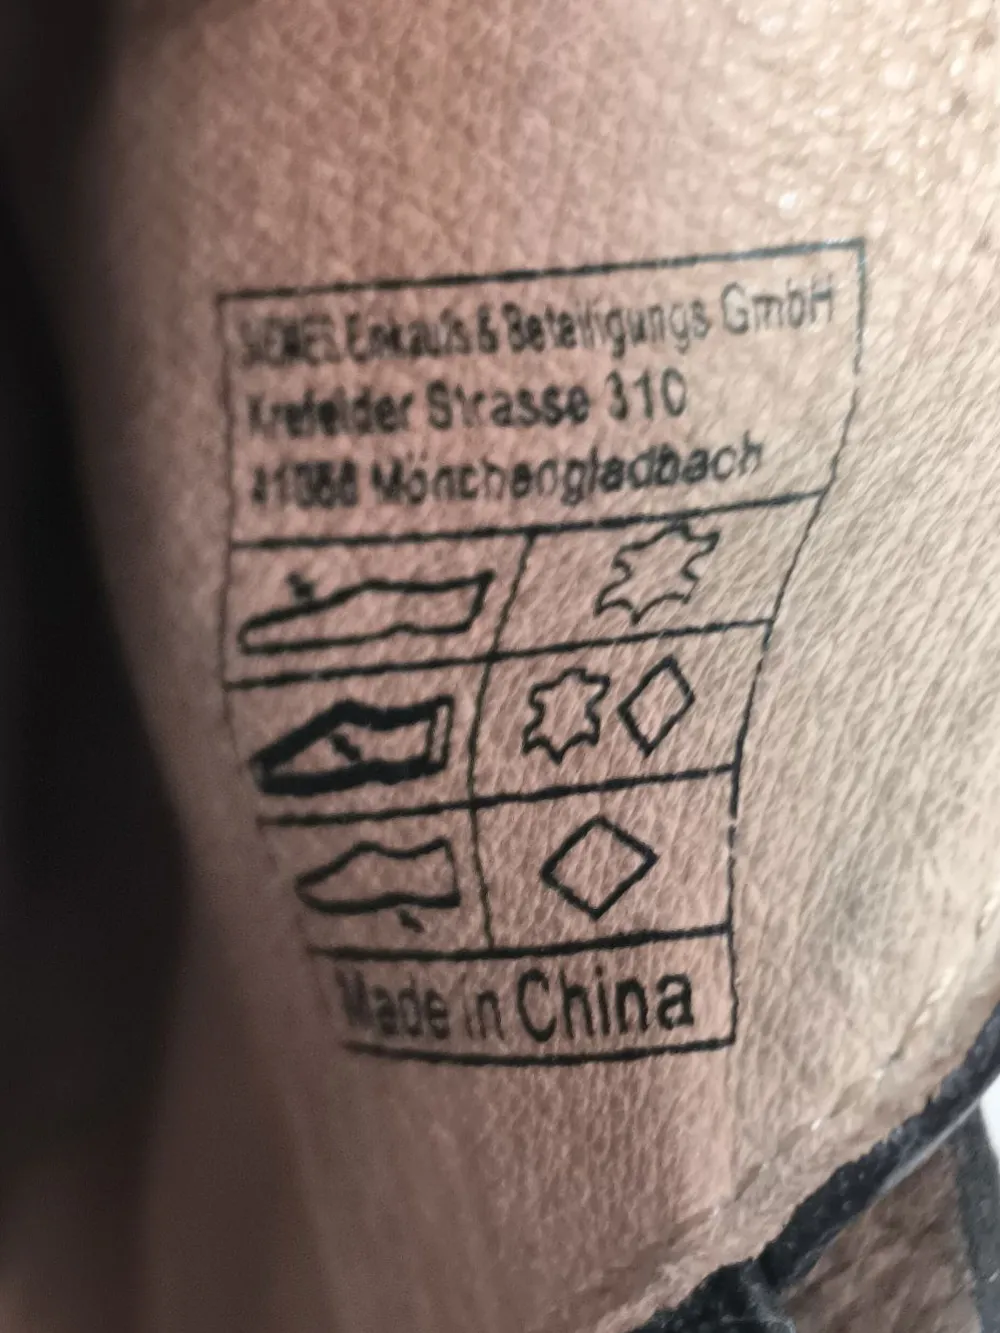 Einkaufs & Beteiligungs GmbH
Krefelder Strasse 310
Mönchengladbach
Made in China